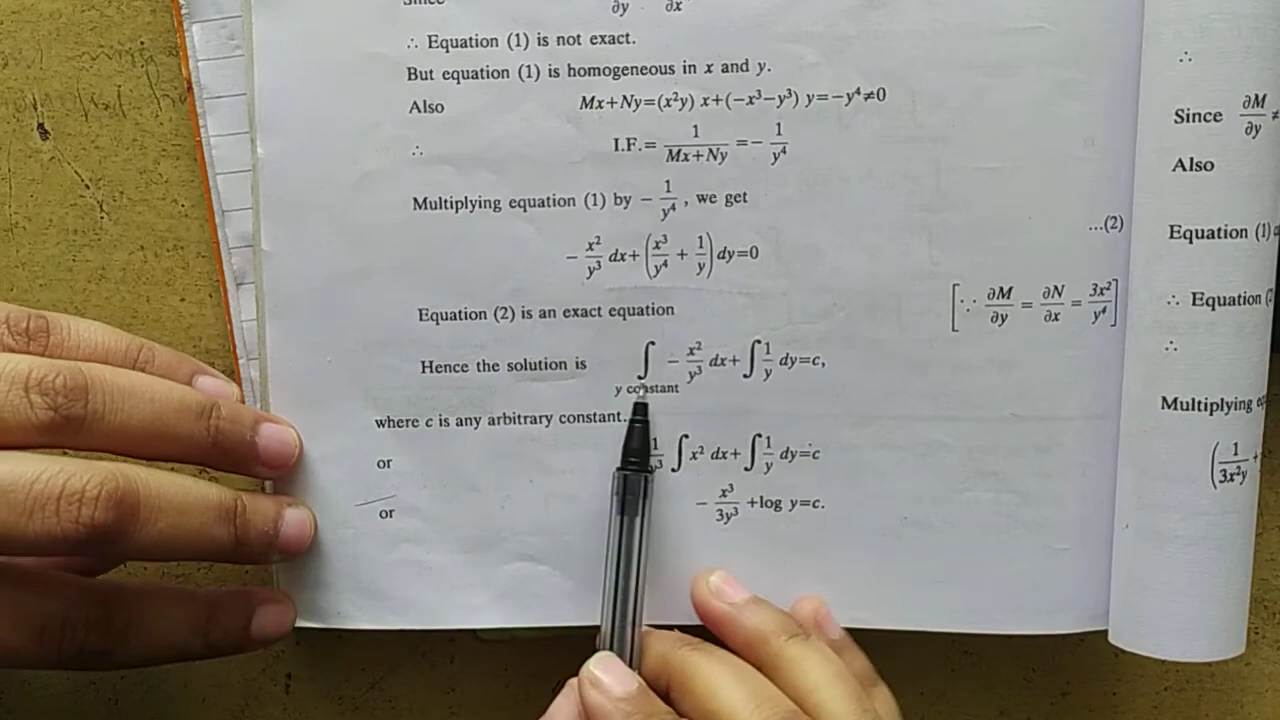 Since ∂y ∂x
∴ Equation (1) is not exact.
But equation (1) is homogeneous in x and y.
Also Mx+Ny=(x²y) x+(−x³−y³) y=−y⁴≠0
∴ I.F.= 1/(Mx+Ny) =− 1/y⁴
Multiplying equation (1) by − 1/y⁴ , we get
...(2)
− x²/y³ dx+(x³/y⁴ + 1/y) dy=0
Equation (2) is an exact equation [∵ ∂M/∂y = ∂N/∂x = 3x²/y⁴]
Hence the solution is ∫ − x²/y³ dx+ ∫ 1/y dy=c,
y constant
where c is any arbitrary constant.
or 1/y³ ∫ x² dx+ ∫ 1/y dy=c
or − x³/3y³ +log y=c.
∴
Since ∂M/∂y ≠
Also
Equation (1)
∴ Equation (2
∴
Multiplying
(1/3x²y +